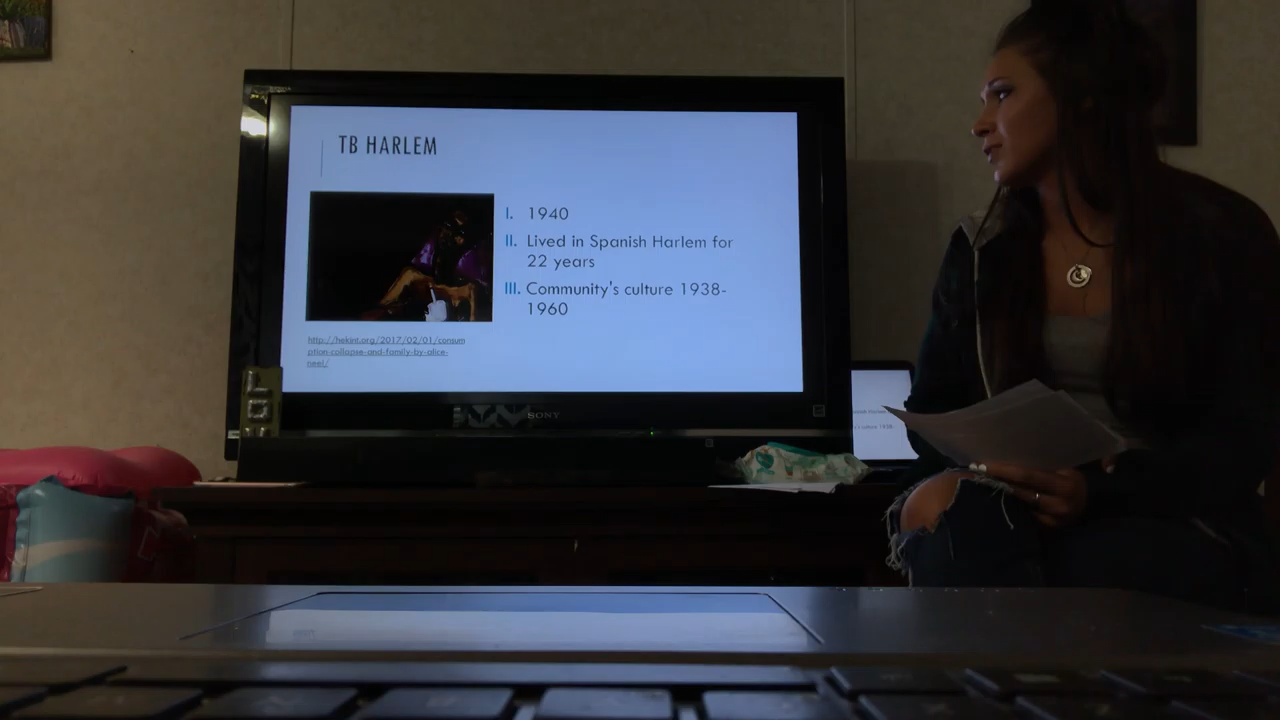 TB HARLEM
I. 1940
II. Lived in Spanish Harlem for
22 years
III. Community's culture 1938-
1960
http://hekint.org/2017/02/01/consum
ption-collapse-and-family-by-alice-
neel/
SONY